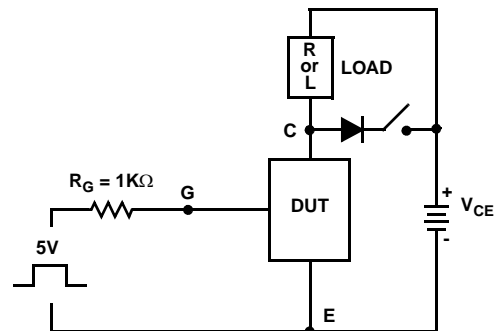 R
or
L
LOAD
C
R_G = 1KΩ
G
DUT
5V
+
V_CE
-
E